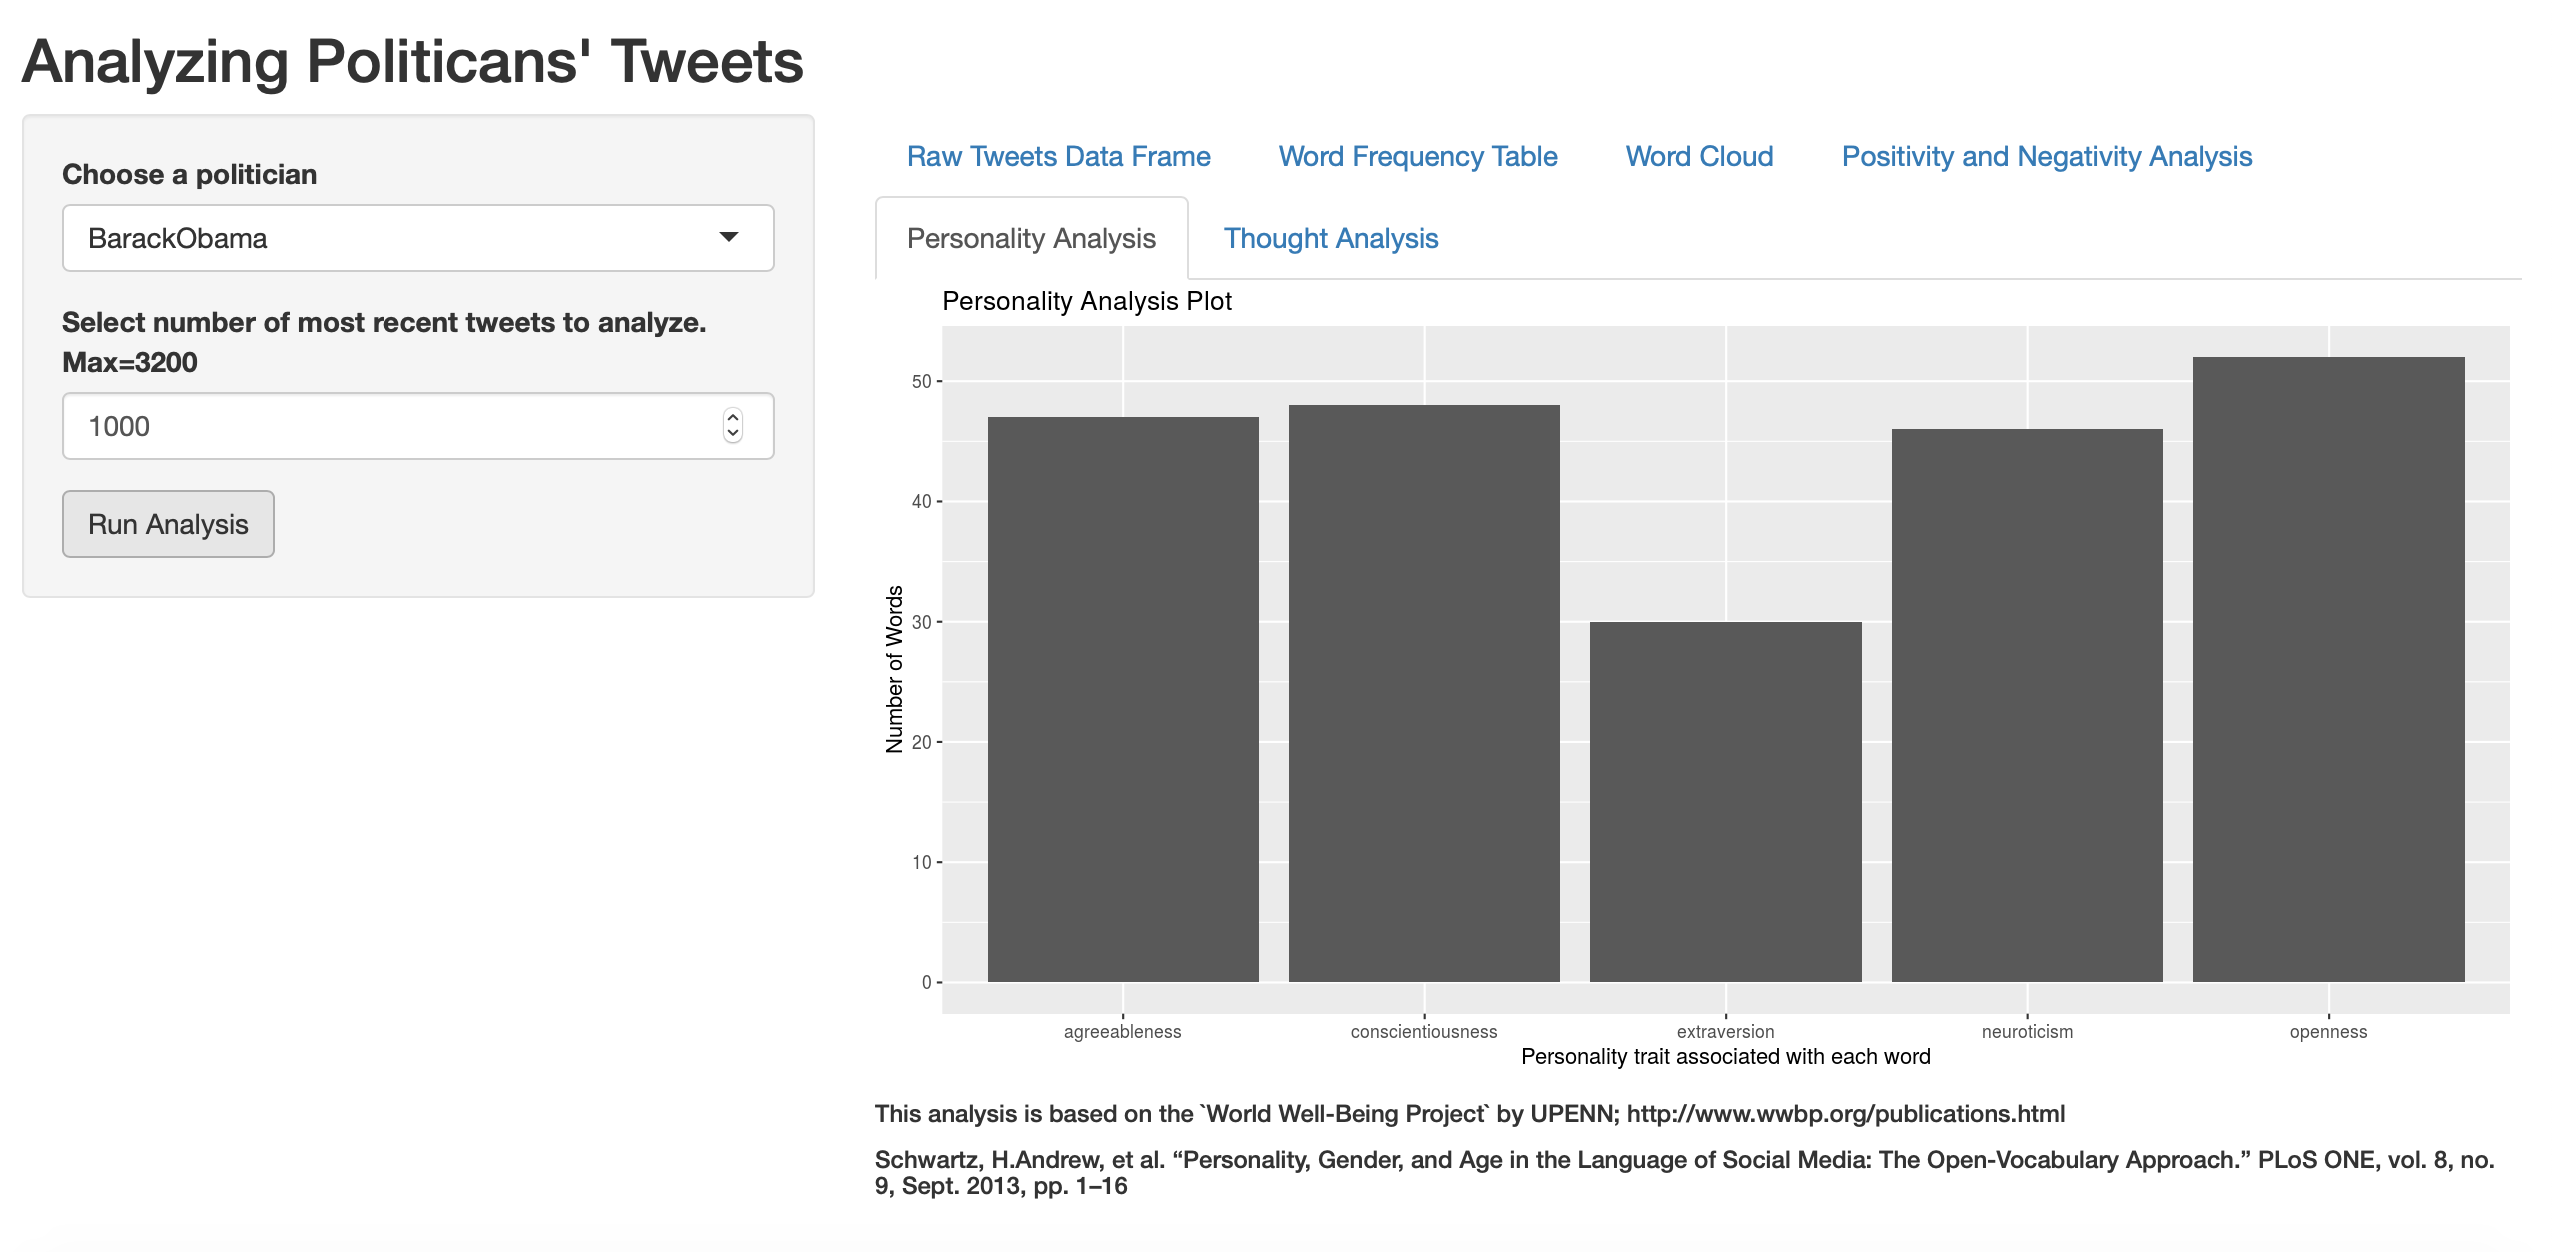 Analyzing Politicans' Tweets
Choose a politician
BarackObama
Select number of most recent tweets to analyze.
Max=3200
1000
Run Analysis
Raw Tweets Data Frame
Word Frequency Table
Word Cloud
Positivity and Negativity Analysis
Personality Analysis
Thought Analysis
Personality Analysis Plot
Number of Words
50
40
30
20
10
0
agreeableness
conscientiousness
extraversion
neuroticism
openness
Personality trait associated with each word
This analysis is based on the `World Well-Being Project` by UPENN; http://www.wwbp.org/publications.html
Schwartz, H.Andrew, et al. “Personality, Gender, and Age in the Language of Social Media: The Open-Vocabulary Approach.” PLoS ONE, vol. 8, no.
9, Sept. 2013, pp. 1–16